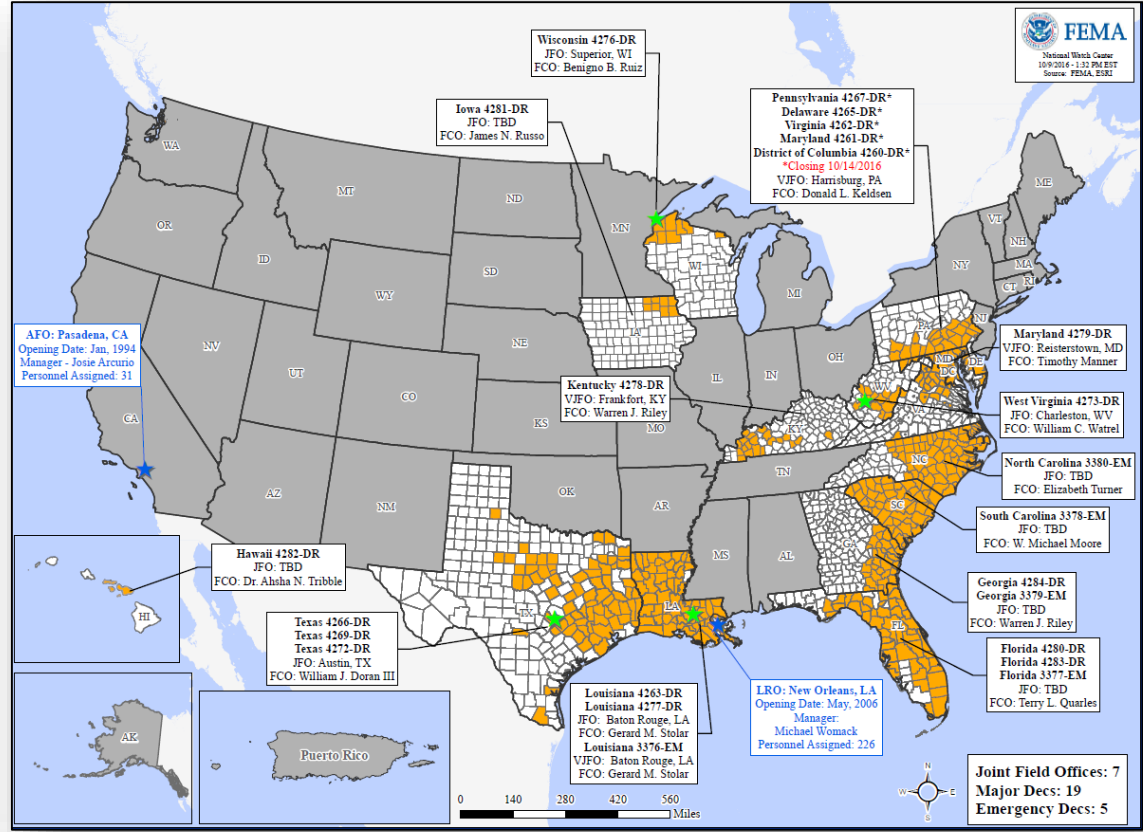 FEMA
National Watch Center
10/9/2016 - 1:32 PM EST
Source: FEMA, ESRI
Wisconsin 4276-DR
JFO: Superior, WI
FCO: Benigno B. Ruiz
Iowa 4281-DR
JFO: TBD
FCO: James N. Russo
Pennsylvania 4267-DR*
Delaware 4265-DR*
Virginia 4262-DR*
Maryland 4261-DR*
District of Columbia 4260-DR*
*Closing 10/14/2016
VJFO: Harrisburg, PA
FCO: Donald L. Keldsen
WA
MT
ND
MN
ME
OR
ID
SD
WI
VT
NH
NY
MA
CT
RI
WY
MI
AFO: Pasadena, CA
Opening Date: Jan, 1994
Manager - Josie Arcurio
Personnel Assigned: 31
NV
UT
CO
NE
IA
IL
IN
OH
PA
NJ
MD
DE
DC
WV
VA
Maryland 4279-DR
VJFO: Reisterstown, MD
FCO: Timothy Manner
Kentucky 4278-DR
VJFO: Frankfort, KY
FCO: Warren J. Riley
West Virginia 4273-DR
JFO: Charleston, WV
FCO: William C. Watrel
CA
KS
MO
KY
AZ
NM
OK
AR
TN
NC
North Carolina 3380-EM
JFO: TBD
FCO: Elizabeth Turner
SC
South Carolina 3378-EM
JFO: TBD
FCO: W. Michael Moore
MS
AL
GA
Georgia 4284-DR
Georgia 3379-EM
JFO: TBD
FCO: Warren J. Riley
Hawaii 4282-DR
JFO: TBD
FCO: Dr. Ahsha N. Tribble
HI
TX
LA
FL
Texas 4266-DR
Texas 4269-DR
Texas 4272-DR
JFO: Austin, TX
FCO: William J. Doran III
Florida 4280-DR
Florida 4283-DR
Florida 3377-EM
JFO: TBD
FCO: Terry L. Quarles
Louisiana 4263-DR
Louisiana 4277-DR
JFO: Baton Rouge, LA
FCO: Gerard M. Stolar
Louisiana 3376-EM
VJFO: Baton Rouge, LA
FCO: Gerard M. Stolar
LRO: New Orleans, LA
Opening Date: May, 2006
Manager:
Michael Womack
Personnel Assigned: 226
AK
Puerto Rico
0 140 280 420 560
Miles
N
W E
S
Joint Field Offices: 7
Major Decs: 19
Emergency Decs: 5